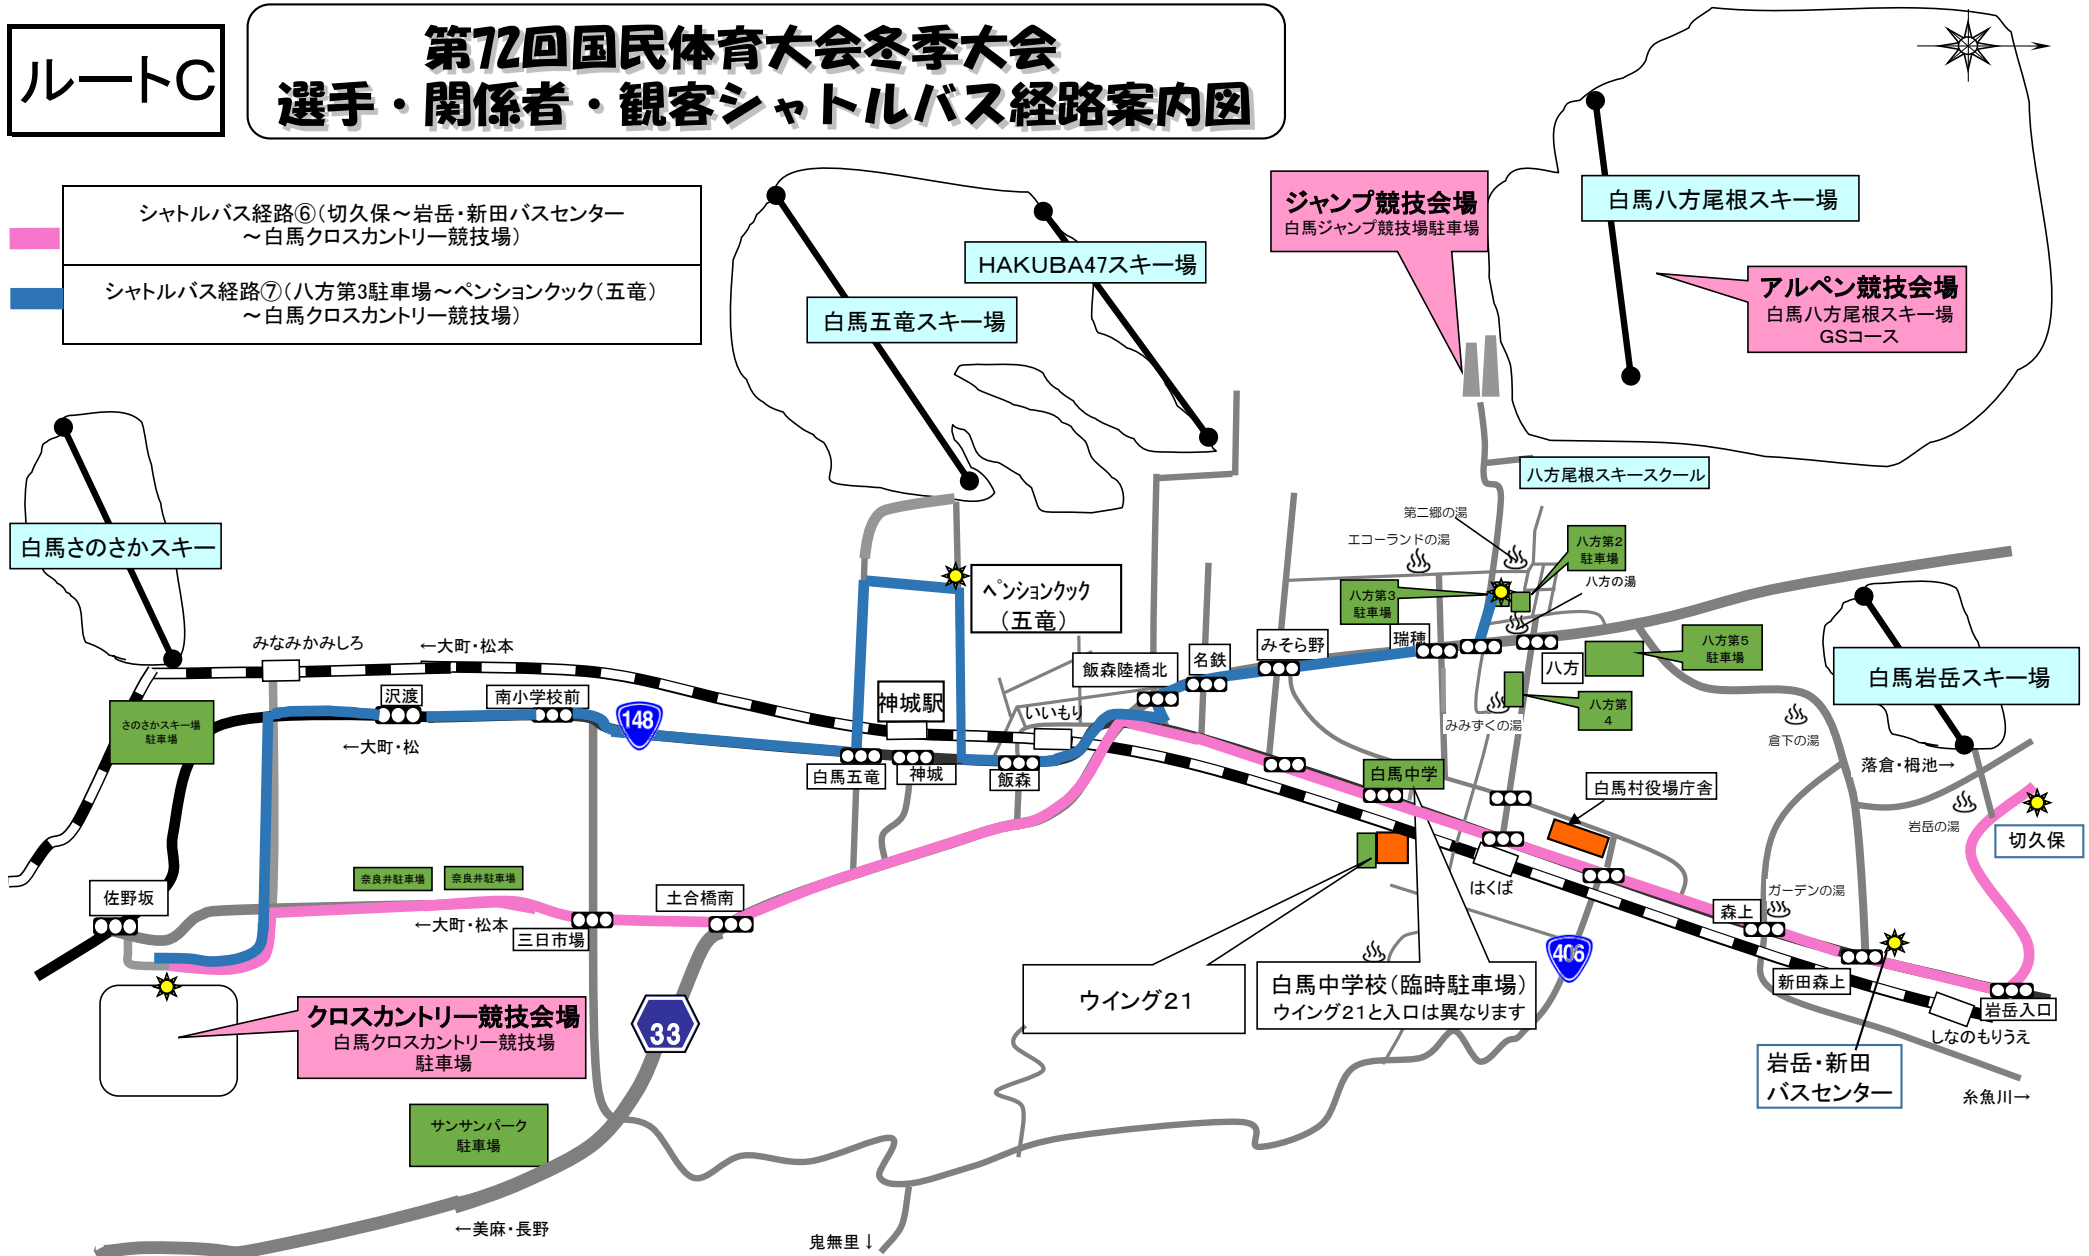 ルートC
第72回国民体育大会冬季大会
選手・関係者・観客シャトルバス経路案内図
シャトルバス経路⑥(切久保～岩岳・新田バスセンター
～白馬クロスカントリー競技場)
シャトルバス経路⑦(八方第3駐車場～ペンションクック(五竜)
～白馬クロスカントリー競技場)
ジャンプ競技会場
白馬ジャンプ競技場駐車場
白馬八方尾根スキー場
アルペン競技会場
白馬八方尾根スキー場
GSコース
HAKUBA47スキー場
白馬五竜スキー場
八方尾根スキースクール
白馬さのさかスキー
第二郷の湯
エコーランドの湯
八方第2
駐車場
八方の湯
八方第3
駐車場
ペンションクック
(五竜)
みなみかみしろ
←大町・松本
飯森陸橋北
名鉄
みそら野
瑞穂
八方
八方第5
駐車場
白馬岩岳スキー場
沢渡
南小学校前
148
神城駅
いいもり
みみずくの湯
八方第
4
倉下の湯
さのさかスキー場
駐車場
←大町・松
白馬五竜
神城
飯森
白馬中学
白馬村役場庁舎
落倉・栂池→
岩岳の湯
切久保
佐野坂
奈良井駐車場
奈良井駐車場
土合橋南
はくば
ガーデンの湯
森上
←大町・松本
三日市場
406
新田森上
岩岳入口
しなのもりうえ
クロスカントリー競技会場
白馬クロスカントリー競技場
駐車場
33
ウイング21
白馬中学校(臨時駐車場)
ウイング21と入口は異なります
岩岳・新田
バスセンター
糸魚川→
サンサンパーク
駐車場
←美麻・長野
鬼無里↓